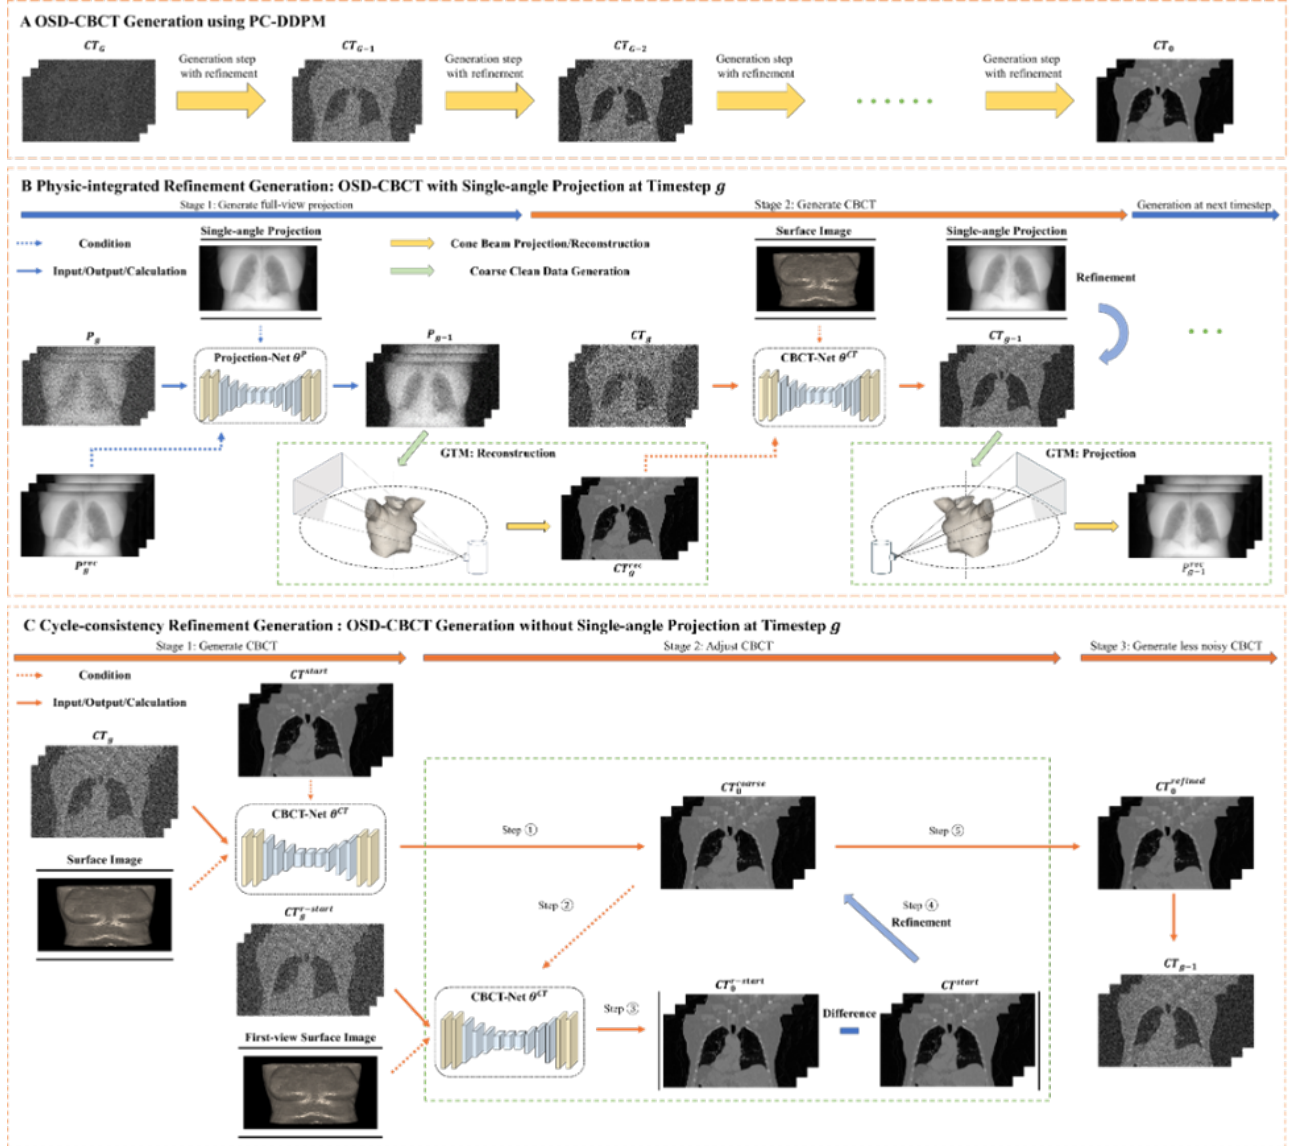 A OSD-CBCT Generation using PC-DDPM
CT_G
CT_{G-1}
CT_{G-2}
CT_0
Generation step
with refinement
Generation step
with refinement
Generation step
with refinement
Generation step
with refinement
B Physic-integrated Refinement Generation: OSD-CBCT with Single-angle Projection at Timestep g
Stage 1: Generate full-view projection
Stage 2: Generate CBCT
Generation at next timestep
Condition
Input/Output/Calculation
Single-angle Projection
Cone Beam Projection/Reconstruction
Coarse Clean Data Generation
Surface Image
Single-angle Projection
Refinement
P_g
Projection-Net θ^P
P_{g-1}
CT_g
CBCT-Net θ^{CT}
CT_{g-1}
GTM: Reconstruction
GTM: Projection
P_g^{rec}
CT_g^{rec}
P_{g-1}^{rec}
C Cycle-consistency Refinement Generation : OSD-CBCT Generation without Single-angle Projection at Timestep g
Stage 1: Generate CBCT
Stage 2: Adjust CBCT
Stage 3: Generate less noisy CBCT
Condition
Input/Output/Calculation
CT^{start}
CT_g
CBCT-Net θ^{CT}
Step ①
CT_0^{coarse}
Step ⑤
CT_0^{refined}
Surface Image
Step ②
Step ④
Refinement
CT_g^{r-start}
CBCT-Net θ^{CT}
Step ③
CT_0^{r-start}
Difference
CT^{start}
CT_{g-1}
First-view Surface Image